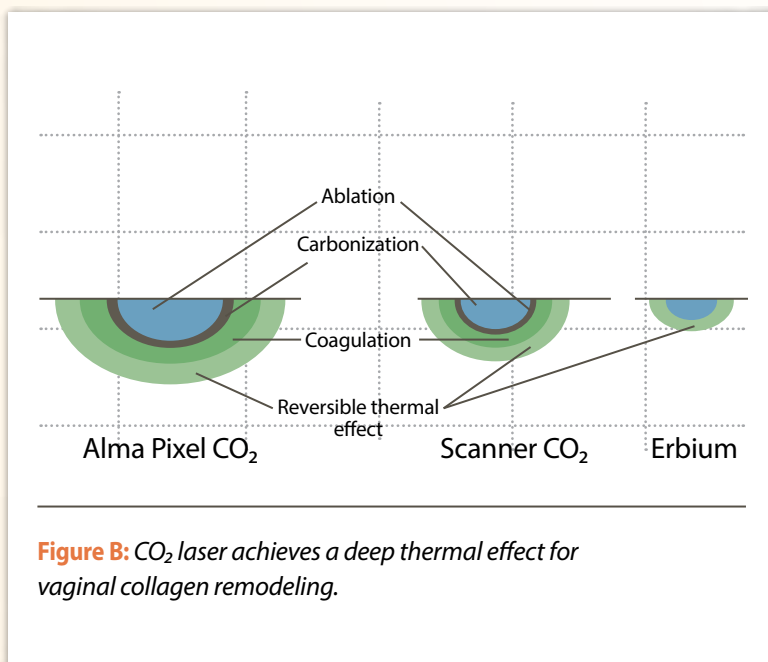 Ablation
Carbonization
Coagulation
Reversible thermal
effect
Alma Pixel CO₂
Scanner CO₂
Erbium
Figure B: CO₂ laser achieves a deep thermal effect for
vaginal collagen remodeling.